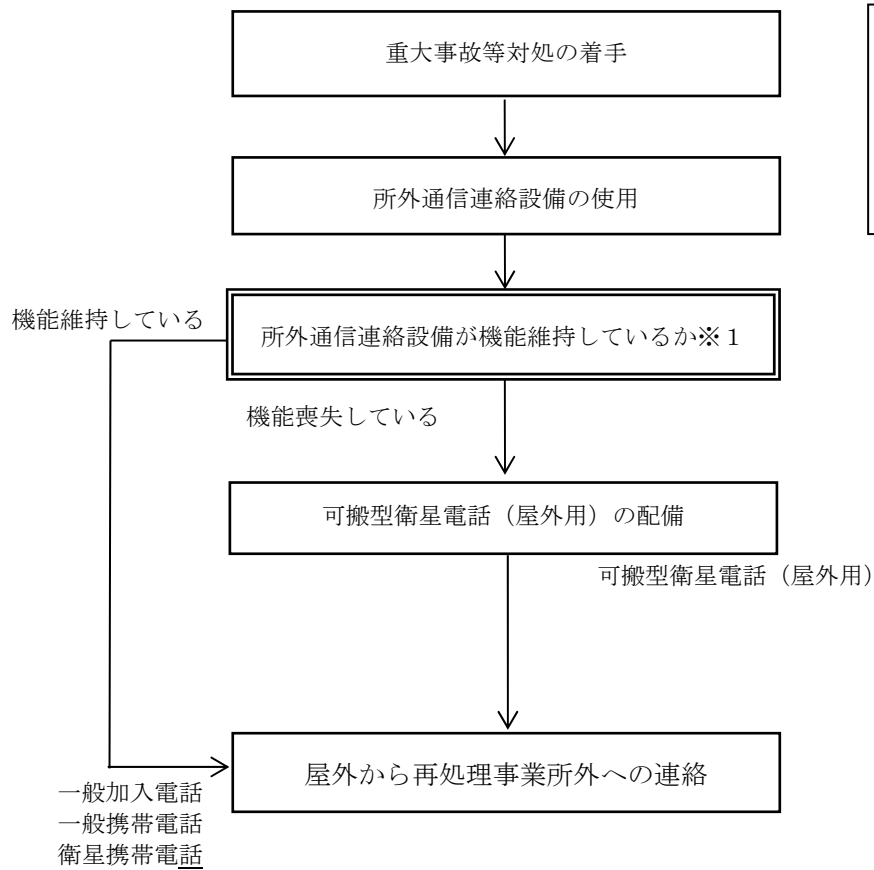 重大事故等対処の着手
所外通信連絡設備の使用
機能維持している
所外通信連絡設備が機能維持しているか※１
機能喪失している
可搬型衛星電話（屋外用）の配備
可搬型衛星電話（屋外用）
屋外から再処理事業所外への連絡
一般加入電話
一般携帯電話
衛星携帯電話